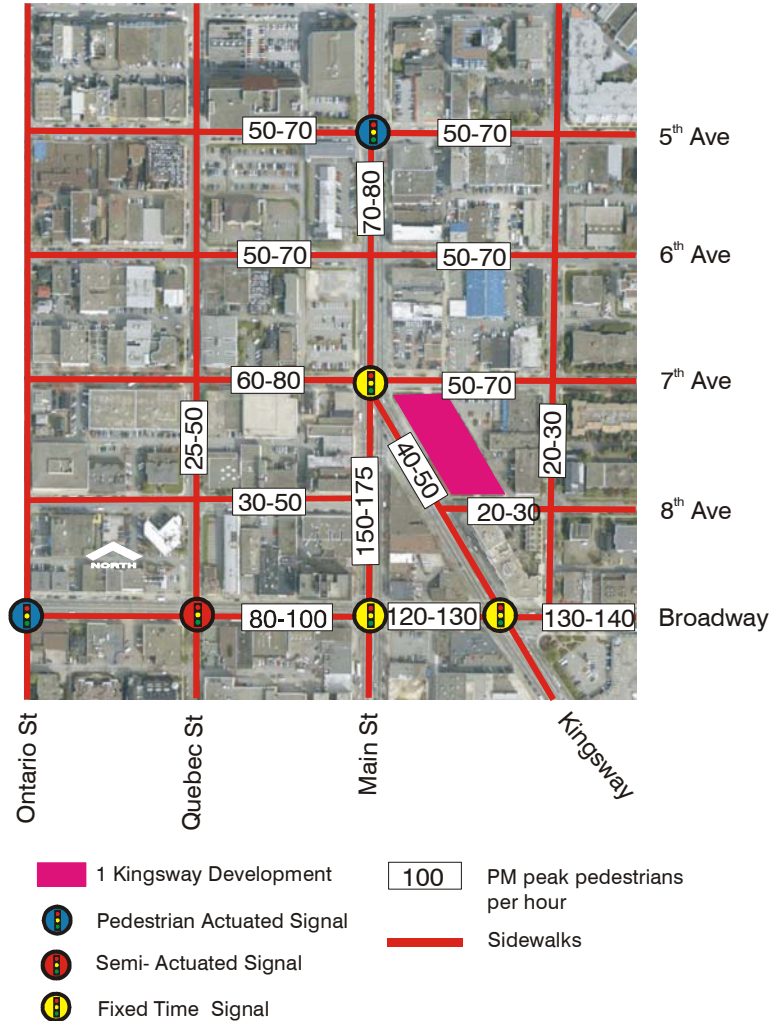 50-70
50-70
5th Ave
70-80
50-70
50-70
6th Ave
60-80
50-70
7th Ave
25-50
40-50
20-30
150-175
30-50
20-30
8th Ave
NORTH
80-100
120-130
130-140
Broadway
Ontario St
Quebec St
Main St
Kingsway
1 Kingsway Development
100
PM peak pedestrians
per hour
Pedestrian Actuated Signal
Sidewalks
Semi- Actuated Signal
Fixed Time Signal